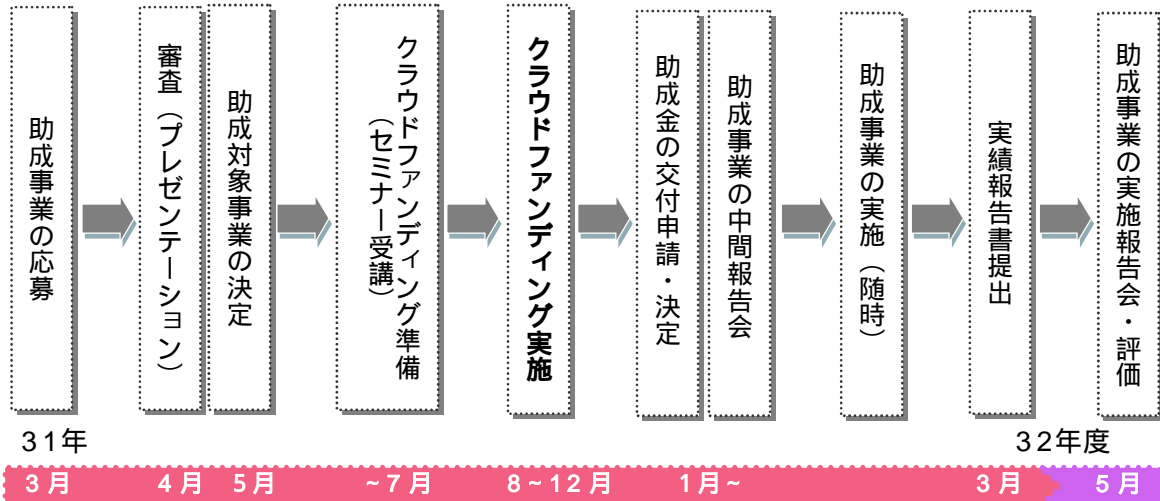 助成事業の応募
審査（プレゼンテーション）
助成対象事業の決定
クラウドファンディング準備
（セミナー受講）
クラウドファンディング実施
助成金の交付申請・決定
助成事業の中間報告会
助成事業の実施（随時）
実績報告書提出
助成事業の実施報告会・評価
31年
32年度
3月
4月
5月
~7月
8~12月
1月~
3月
5月